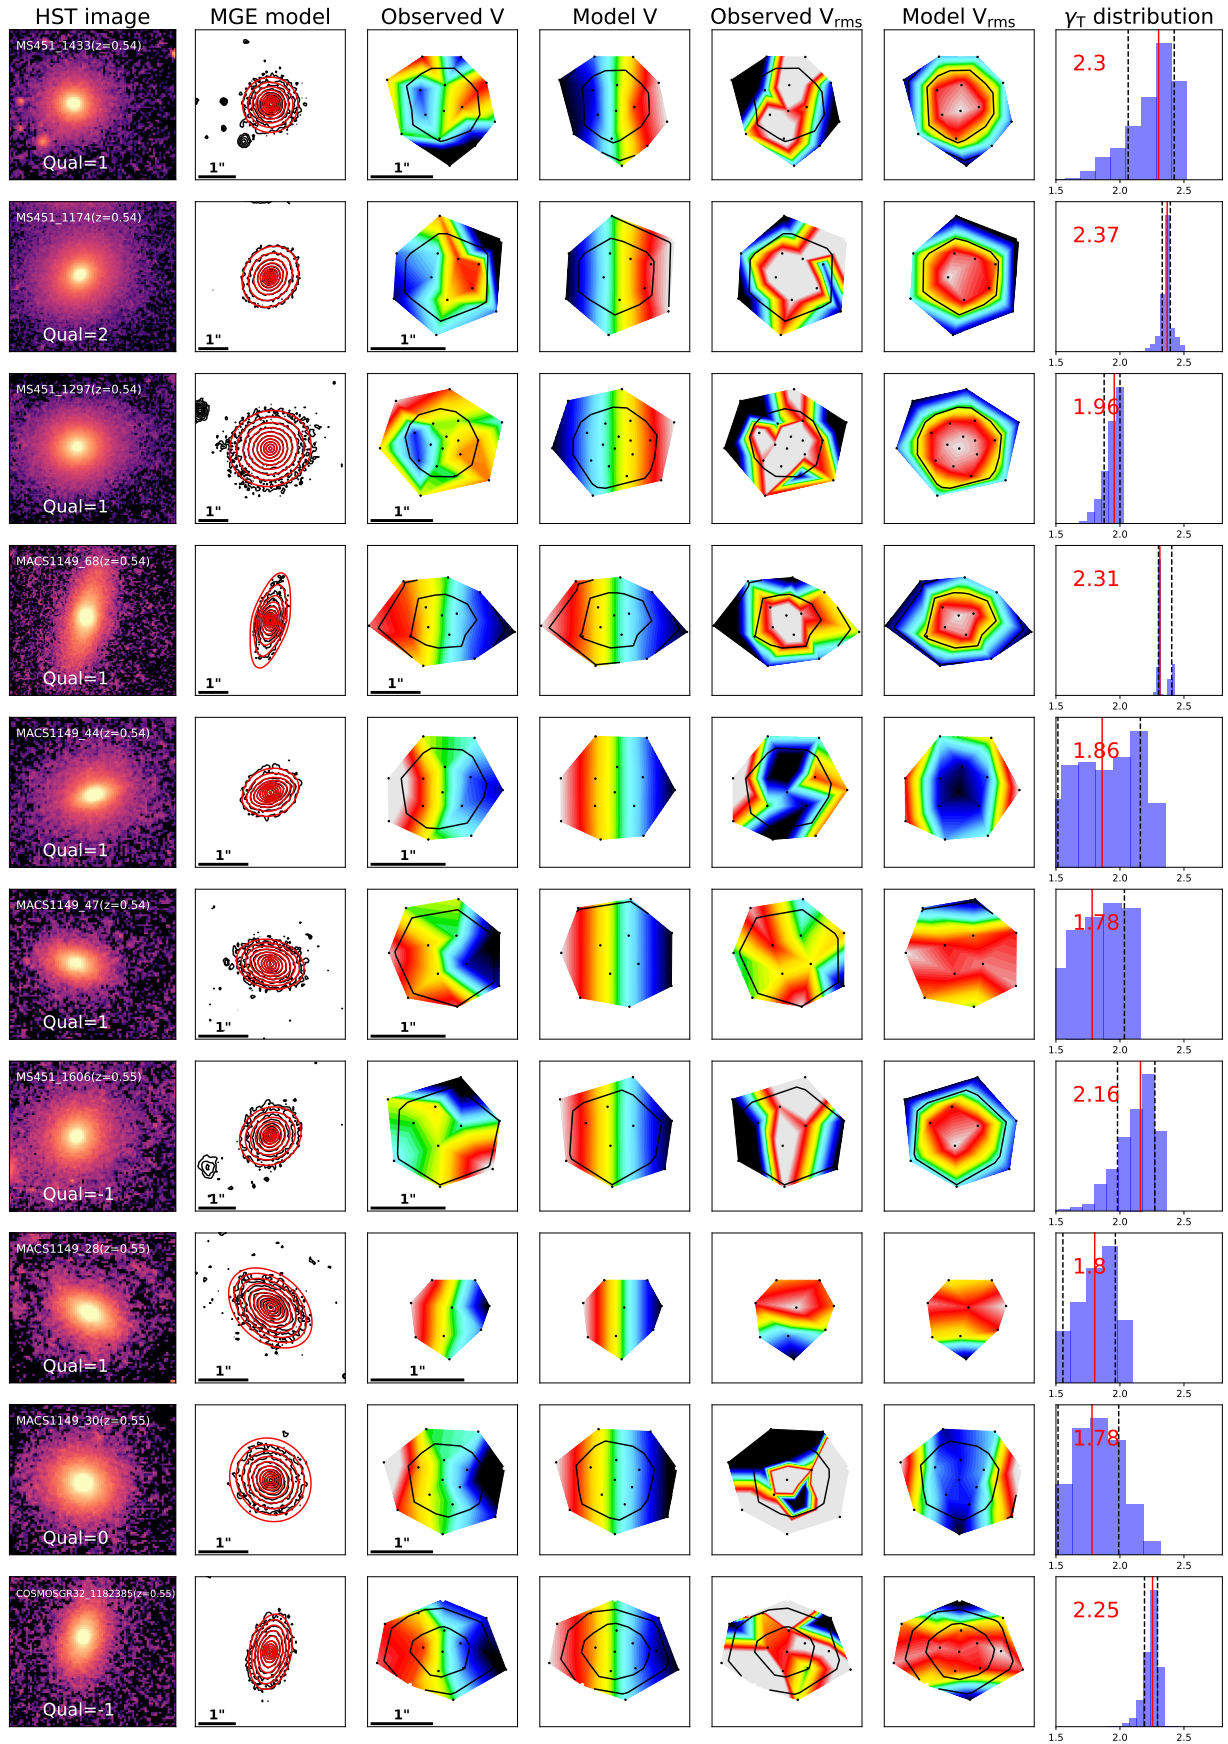 HST image MGE model Observed V Model V Observed Vrms Model Vrms γT distribution
MS451_1433(z=0.54)
Qual=1
1"
1"
2.3
1.5 2.0 2.5
MS451_1174(z=0.54)
Qual=2
1"
1"
2.37
1.5 2.0 2.5
MS451_1297(z=0.54)
Qual=1
1"
1"
1.96
1.5 2.0 2.5
MACS1149_68(z=0.54)
Qual=1
1"
1"
2.31
1.5 2.0 2.5
MACS1149_44(z=0.54)
Qual=1
1"
1"
1.86
1.5 2.0 2.5
MACS1149_47(z=0.54)
Qual=1
1"
1"
1.78
1.5 2.0 2.5
MS451_1606(z=0.55)
Qual=-1
1"
1"
2.16
1.5 2.0 2.5
MACS1149_28(z=0.55)
Qual=1
1"
1"
1.8
1.5 2.0 2.5
MACS1149_30(z=0.55)
Qual=0
1"
1"
1.78
1.5 2.0 2.5
COSMOSGR32_1182385(z=0.55)
Qual=-1
1"
1"
2.25
1.5 2.0 2.5